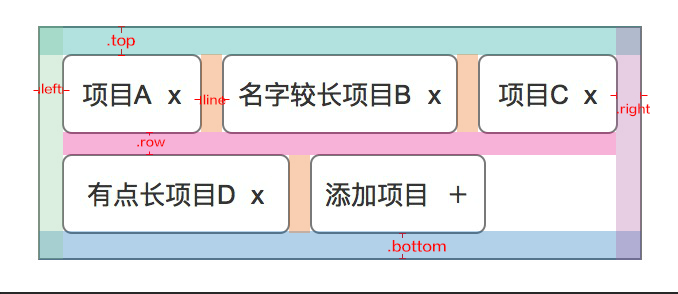 .top
.left
项目A x
line
名字较长项目B x
项目C x
.right
.row
有点长项目D x
添加项目 +
.bottom